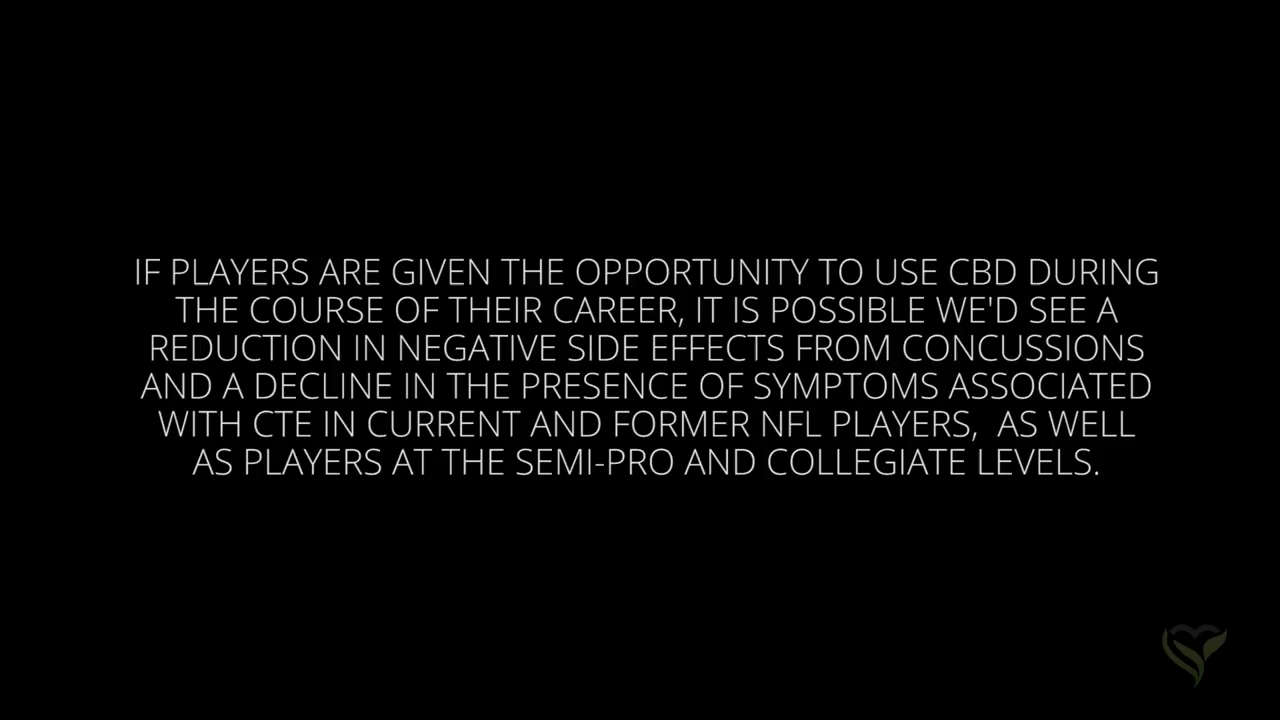 IF PLAYERS ARE GIVEN THE OPPORTUNITY TO USE CBD DURING
THE COURSE OF THEIR CAREER, IT IS POSSIBLE WE'D SEE A
REDUCTION IN NEGATIVE SIDE EFFECTS FROM CONCUSSIONS
AND A DECLINE IN THE PRESENCE OF SYMPTOMS ASSOCIATED
WITH CTE IN CURRENT AND FORMER NFL PLAYERS,  AS WELL
AS PLAYERS AT THE SEMI-PRO AND COLLEGIATE LEVELS.